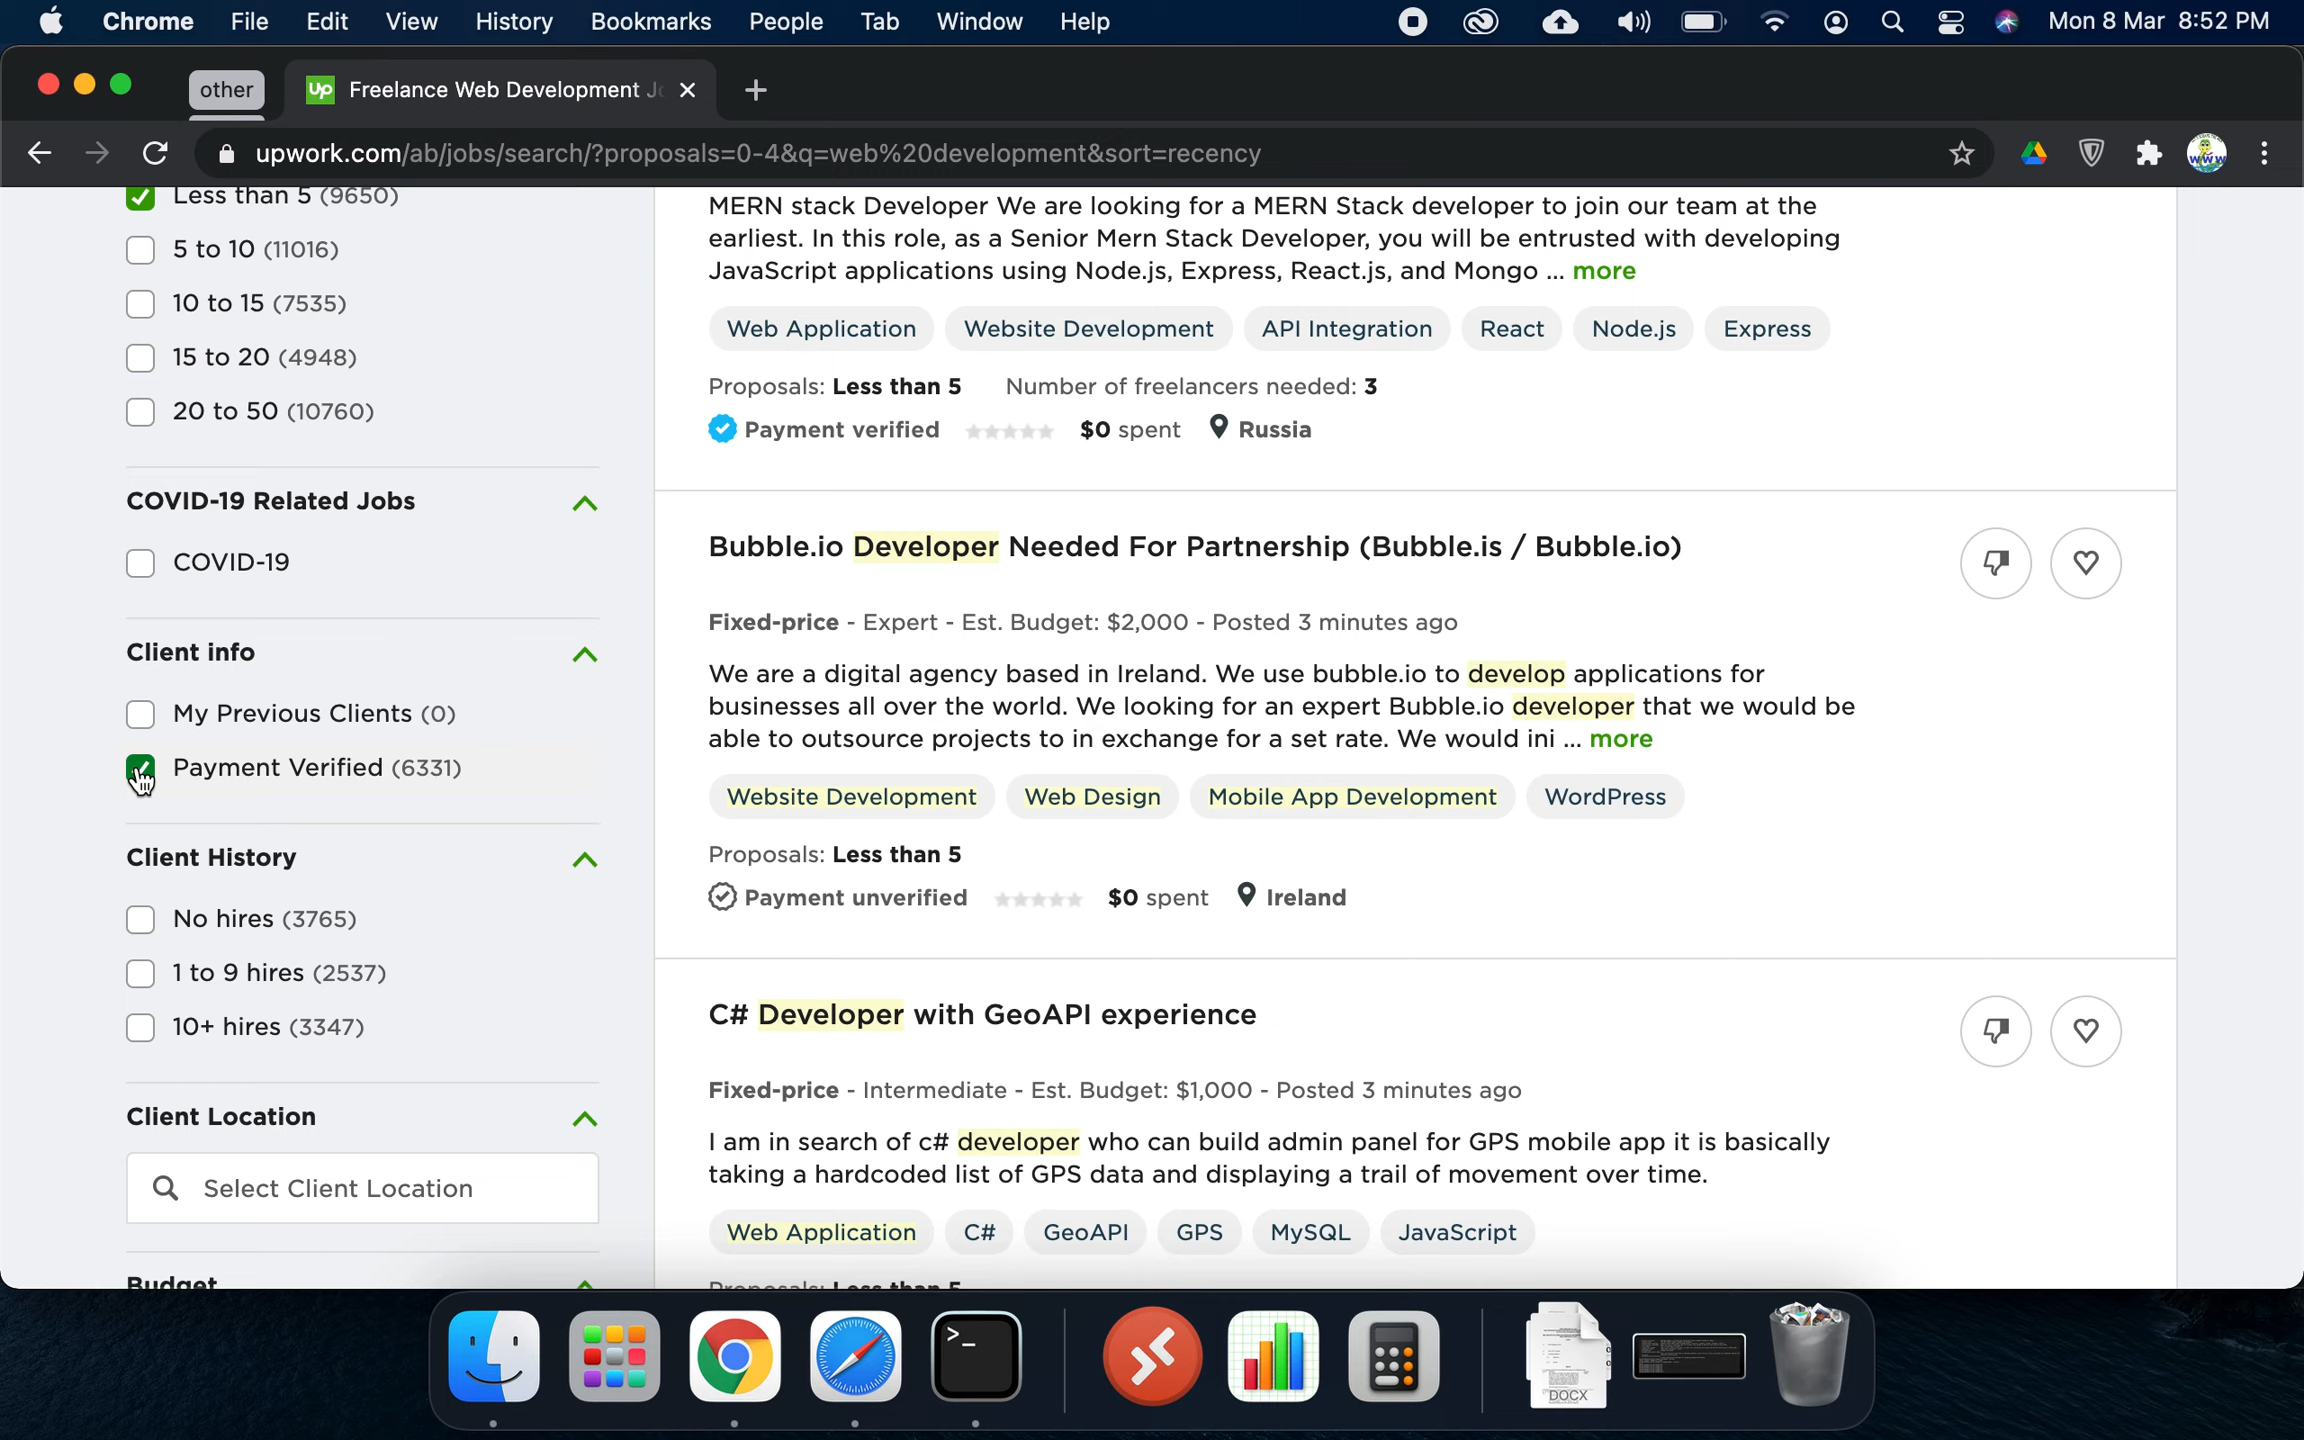 Chrome File Edit View History Bookmarks People Tab Window Help Mon 8 Mar 8:52 PM
other Up Freelance Web Development Jo
upwork.com/ab/jobs/search/?proposals=0-4&q=web%20development&sort=recency
Less than 5 (9650)
5 to 10 (11016)
10 to 15 (7535)
15 to 20 (4948)
20 to 50 (10760)
COVID-19 Related Jobs
COVID-19
Client info
My Previous Clients (0)
Payment Verified (6331)
Client History
No hires (3765)
1 to 9 hires (2537)
10+ hires (3347)
Client Location
Select Client Location
Budget
MERN stack Developer We are looking for a MERN Stack developer to join our team at the
earliest. In this role, as a Senior Mern Stack Developer, you will be entrusted with developing
JavaScript applications using Node.js, Express, React.js, and Mongo ... more
Web Application Website Development API Integration React Node.js Express
Proposals: Less than 5 Number of freelancers needed: 3
Payment verified $0 spent Russia
Bubble.io Developer Needed For Partnership (Bubble.is / Bubble.io)
Fixed-price - Expert - Est. Budget: $2,000 - Posted 3 minutes ago
We are a digital agency based in Ireland. We use bubble.io to develop applications for
businesses all over the world. We looking for an expert Bubble.io developer that we would be
able to outsource projects to in exchange for a set rate. We would ini ... more
Website Development Web Design Mobile App Development WordPress
Proposals: Less than 5
Payment unverified $0 spent Ireland
C# Developer with GeoAPI experience
Fixed-price - Intermediate - Est. Budget: $1,000 - Posted 3 minutes ago
I am in search of c# developer who can build admin panel for GPS mobile app it is basically
taking a hardcoded list of GPS data and displaying a trail of movement over time.
Web Application C# GeoAPI GPS MySQL JavaScript
Proposals: Less than 5
DOCX